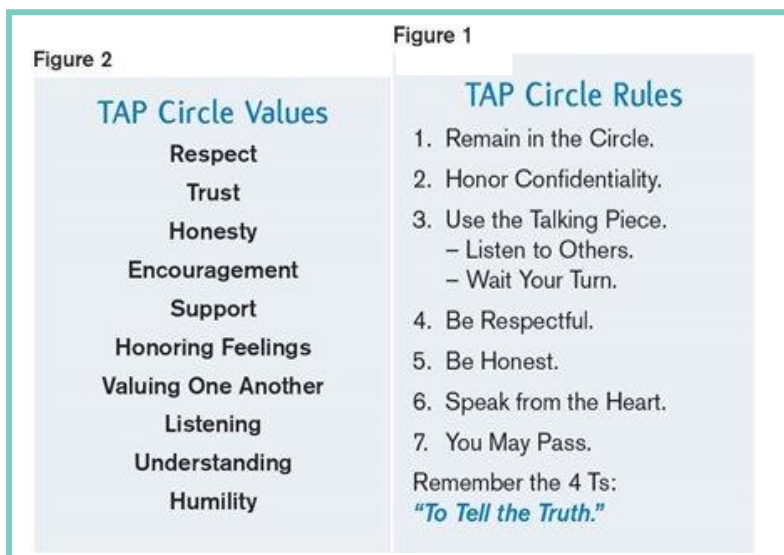 Figure 2
TAP Circle Values
Respect
Trust
Honesty
Encouragement
Support
Honoring Feelings
Valuing One Another
Listening
Understanding
Humility
Figure 1
TAP Circle Rules
1. Remain in the Circle.
2. Honor Confidentiality.
3. Use the Talking Piece.
– Listen to Others.
– Wait Your Turn.
4. Be Respectful.
5. Be Honest.
6. Speak from the Heart.
7. You May Pass.
Remember the 4 Ts:
“To Tell the Truth.”